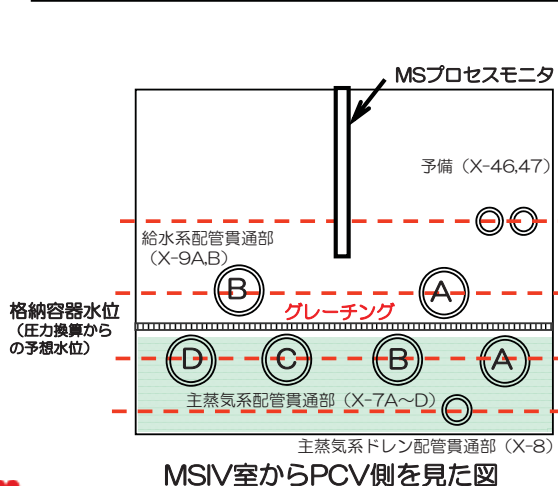 MSプロセスモニタ
予備（X-46,47）
給水系配管貫通部
（X-9A,B）
B
A
格納容器水位
（圧力換算から
の予想水位）
グレーチング
D
C
B
A
主蒸気系配管貫通部（X-7A～D）
主蒸気系ドレン配管貫通部（X-8）
MSIV室からPCV側を見た図